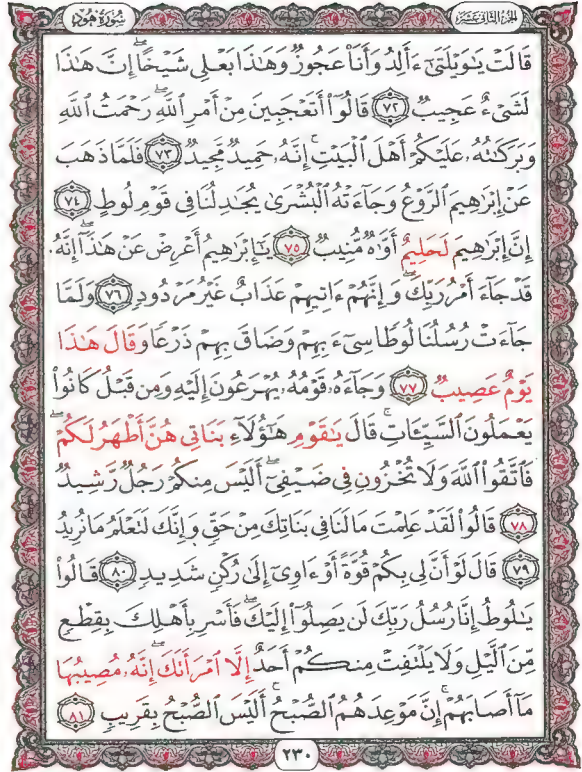 الجزء الثاني عشر
سُورَةُ هُودٍ
قَالَتْ يَٰوَيْلَتَىٰٓ ءَأَلِدُ وَأَنَا۠ عَجُوزٌ وَهَٰذَا بَعْلِى شَيْخًا ۖ إِنَّ هَٰذَا
لَشَىْءٌ عَجِيبٌ ٧٢ قَالُوٓا۟ أَتَعْجَبِينَ مِنْ أَمْرِ ٱللَّهِ ۖ رَحْمَتُ ٱللَّهِ
وَبَرَكَٰتُهُۥ عَلَيْكُمْ أَهْلَ ٱلْبَيْتِ ۚ إِنَّهُۥ حَمِيدٌ مَّجِيدٌ ٧٣ فَلَمَّا ذَهَبَ
عَنْ إِبْرَٰهِيمَ ٱلرَّوْعُ وَجَآءَتْهُ ٱلْبُشْرَىٰ يُجَٰدِلُنَا فِى قَوْمِ لُوطٍ ٧٤
إِنَّ إِبْرَٰهِيمَ لَحَلِيمٌ أَوَّٰهٌ مُّنِيبٌ ٧٥ يَٰٓإِبْرَٰهِيمُ أَعْرِضْ عَنْ هَٰذَآ ۖ إِنَّهُۥ
قَدْ جَآءَ أَمْرُ رَبِّكَ ۖ وَإِنَّهُمْ ءَاتِيهِمْ عَذَابٌ غَيْرُ مَرْدُودٍ ٧٦ وَلَمَّا
جَآءَتْ رُسُلُنَا لُوطًا سِىٓءَ بِهِمْ وَضَاقَ بِهِمْ ذَرْعًا وَقَالَ هَٰذَا
يَوْمٌ عَصِيبٌ ٧٧ وَجَآءَهُۥ قَوْمُهُۥ يُهْرَعُونَ إِلَيْهِ وَمِن قَبْلُ كَانُوا۟
يَعْمَلُونَ ٱلسَّيِّـَٔاتِ ۚ قَالَ يَٰقَوْمِ هَٰٓؤُلَآءِ بَنَاتِى هُنَّ أَطْهَرُ لَكُمْ ۖ
فَٱتَّقُوا۟ ٱللَّهَ وَلَا تُخْزُونِ فِى ضَيْفِىٓ ۖ أَلَيْسَ مِنكُمْ رَجُلٌ رَّشِيدٌ
٧٨ قَالُوا۟ لَقَدْ عَلِمْتَ مَا لَنَا فِى بَنَاتِكَ مِنْ حَقٍّ وَإِنَّكَ لَتَعْلَمُ مَا نُرِيدُ
٧٩ قَالَ لَوْ أَنَّ لِى بِكُمْ قُوَّةً أَوْ ءَاوِىٓ إِلَىٰ رُكْنٍ شَدِيدٍ ٨٠ قَالُوا۟
يَٰلُوطُ إِنَّا رُسُلُ رَبِّكَ لَن يَصِلُوٓا۟ إِلَيْكَ ۖ فَأَسْرِ بِأَهْلِكَ بِقِطْعٍ
مِّنَ ٱلَّيْلِ وَلَا يَلْتَفِتْ مِنكُمْ أَحَدٌ إِلَّا ٱمْرَأَتَكَ ۖ إِنَّهُۥ مُصِيبُهَا
مَآ أَصَابَهُمْ ۚ إِنَّ مَوْعِدَهُمُ ٱلصُّبْحُ ۚ أَلَيْسَ ٱلصُّبْحُ بِقَرِيبٍ ٨١
٢٣٠